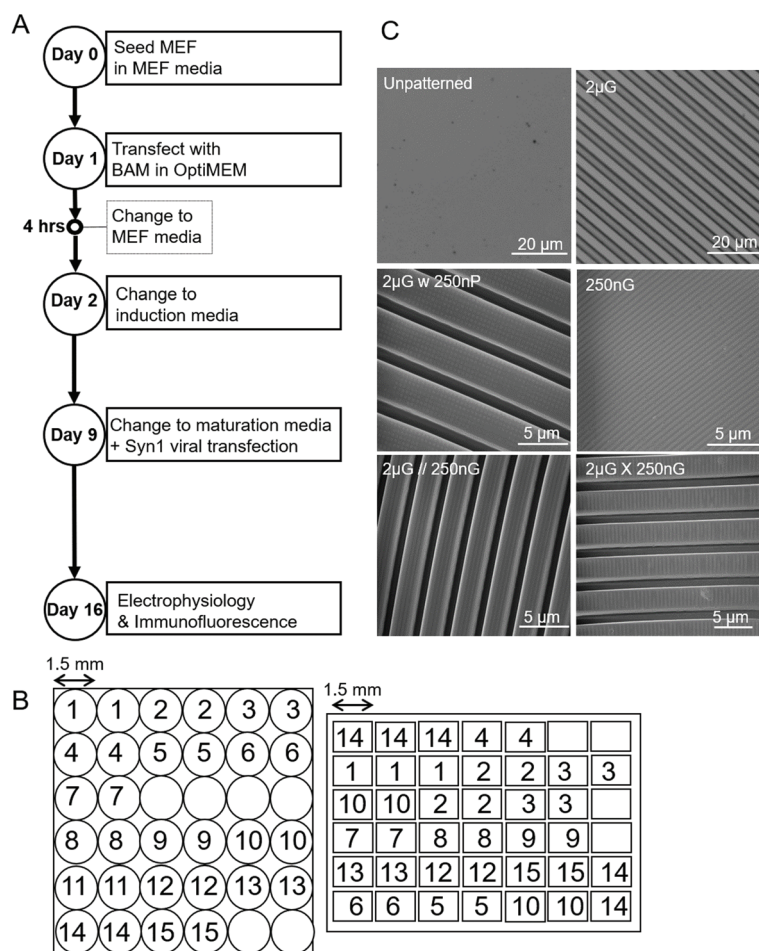 A
Day 0
Seed MEF
in MEF media
Day 1
Transfect with
BAM in OptiMEM
4 hrs
Change to
MEF media
Day 2
Change to
induction media
Day 9
Change to maturation media
+ Syn1 viral transfection
Day 16
Electrophysiology
& Immunofluorescence
C
Unpatterned
20 µm
2µG
20 µm
2µG w 250nP
5 µm
250nG
5 µm
2µG // 250nG
5 µm
2µG X 250nG
5 µm
B
1.5 mm
1 1 2 2 3 3
4 4 5 5 6 6
7 7
8 8 9 9 10 10
11 11 12 12 13 13
14 14 15 15
1.5 mm
14 14 14 4 4
1 1 1 2 2 3 3
10 10 2 2 3 3
7 7 8 8 9 9
13 13 12 12 15 15 14
6 6 5 5 10 10 14